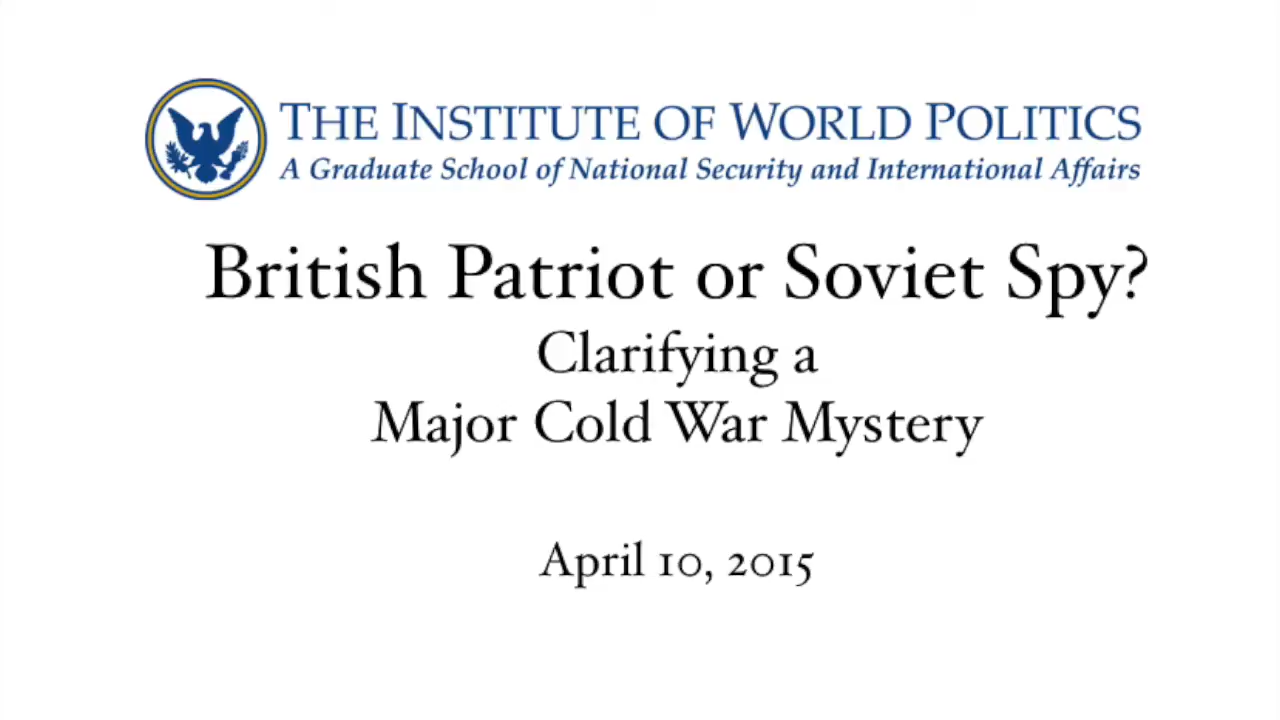 THE INSTITUTE OF WORLD POLITICS
A Graduate School of National Security and International Affairs
British Patriot or Soviet Spy?
Clarifying a
Major Cold War Mystery
April 10, 2015